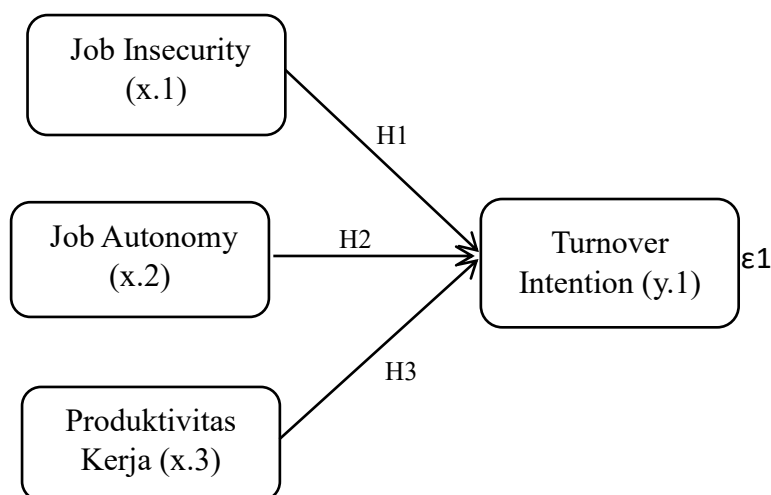 Job Insecurity
(x.1)
H1
Job Autonomy
(x.2)
H2
Turnover
Intention (y.1)
ε1
H3
Produktivitas
Kerja (x.3)